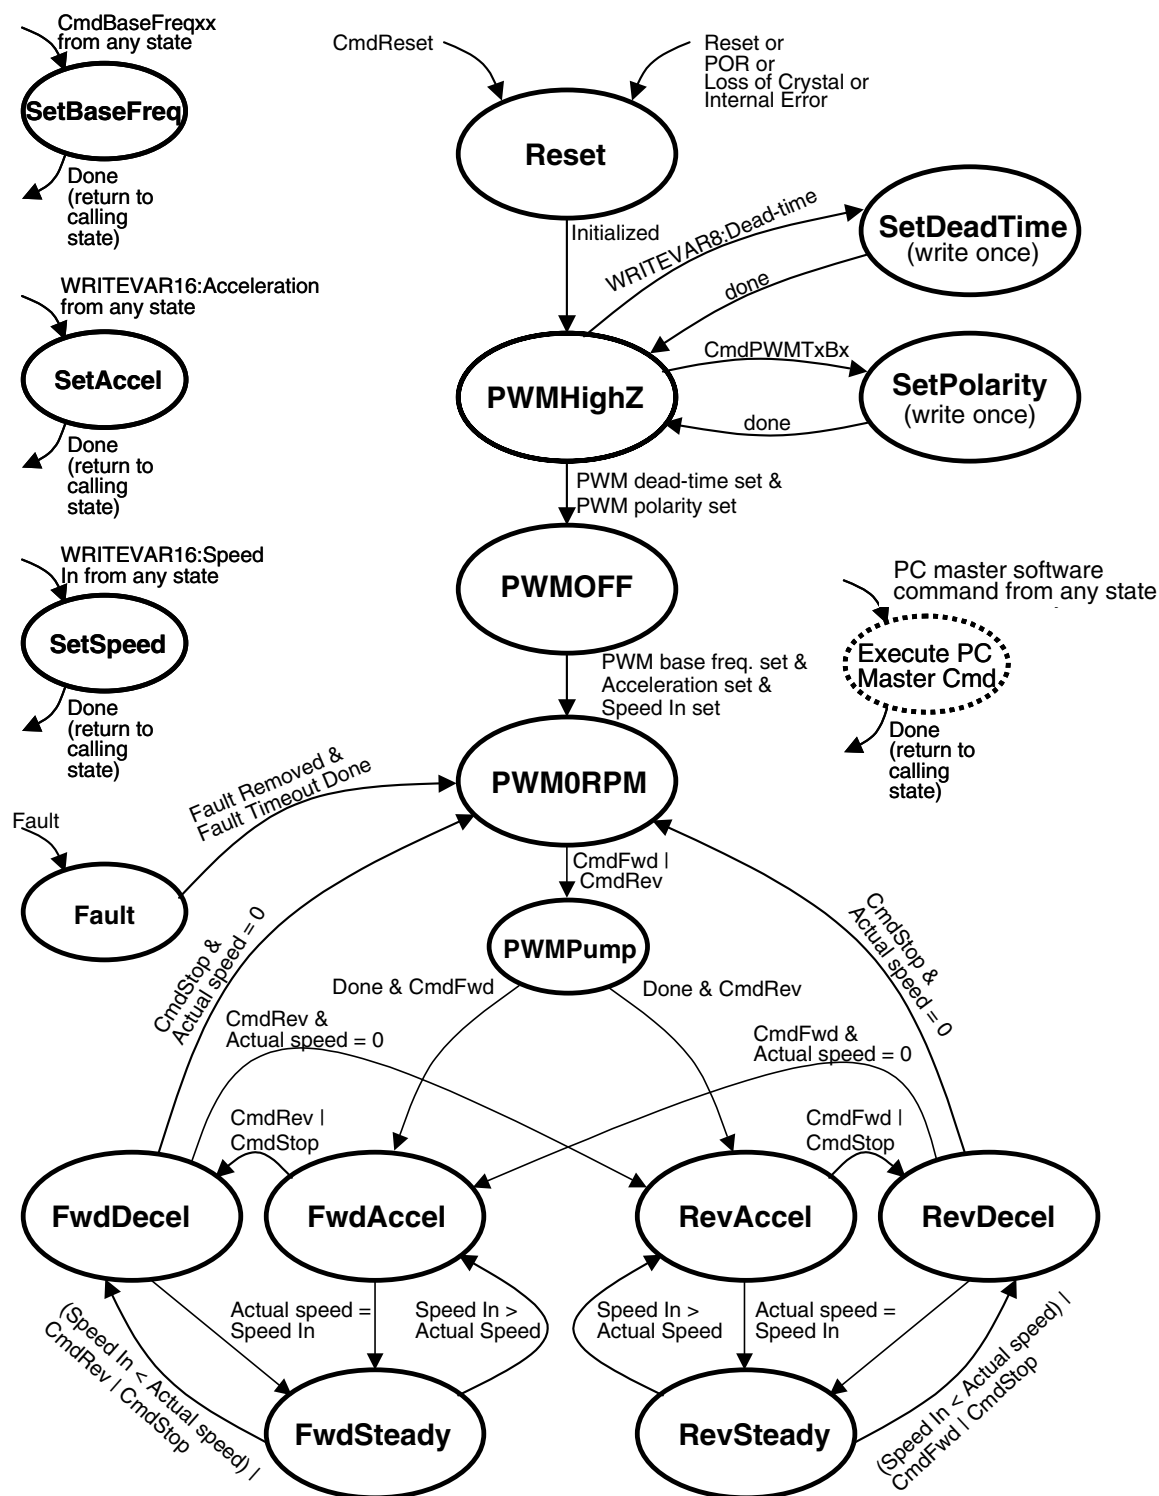 CmdBaseFreqxx
from any state
SetBaseFreq
Done
(return to
calling
state)
CmdReset
Reset or
POR or
Loss of Crystal or
Internal Error
Reset
Initialized
WRITEVAR8:Dead-time
SetDeadTime
(write once)
done
WRITEVAR16:Acceleration
from any state
SetAccel
Done
(return to
calling
state)
PWMHighZ
CmdPWMTxBx
SetPolarity
(write once)
done
PWM dead-time set &
PWM polarity set
WRITEVAR16:Speed
In from any state
SetSpeed
Done
(return to
calling
state)
PWMOFF
PC master software
command from any state
Execute PC
Master Cmd
Done
(return to
calling
state)
PWM base freq. set &
Acceleration set &
Speed In set
PWM0RPM
Fault Removed &
Fault Timeout Done
Fault
Fault
CmdFwd |
CmdRev
PWMPump
CmdStop &
Actual speed = 0
CmdStop &
Actual speed = 0
Done & CmdFwd
Done & CmdRev
CmdRev &
Actual speed = 0
CmdFwd &
Actual speed = 0
CmdRev |
CmdStop
CmdFwd |
CmdStop
FwdDecel
FwdAccel
RevAccel
RevDecel
Actual speed =
Speed In
Speed In >
Actual Speed
Speed In >
Actual Speed
Actual speed =
Speed In
(Speed In < Actual speed) |
CmdRev | CmdStop
(Speed In < Actual speed) |
CmdFwd | CmdStop
FwdSteady
RevSteady